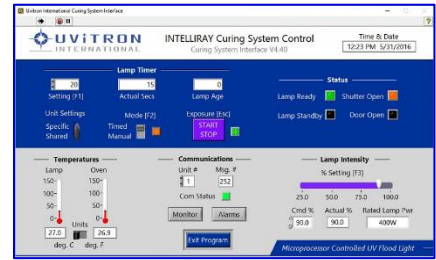 Uvitron International Curing System Interface
UVITRON
INTERNATIONAL
INTELLIRAY Curing System Control
Curing System Interface V4.40
Time & Date
12:23 PM 5/31/2016
Lamp Timer
20
15
0
Setting [F1]
Actual Secs
Lamp Age
Unit Settings
Mode [F2]
Exposure [Esc]
Specific
Shared
Timed
Manual
START
STOP
Status
Lamp Ready
Shutter Open
Lamp Standby
Door Open
Temperatures
Lamp
Oven
150-
150-
100-
100-
50-
50-
0-
0-
Units
27.0
26.9
deg. C
deg. F
Communications
Unit #
Msg. #
1
252
Com Status
Monitor
Alarms
Exit Program
Lamp Intensity
% Setting [F3]
25.0 50.0 75.0 100.0
Cmd %
Actual %
Rated Lamp Pwr
90.0
90.0
400W
Microprocessor Controlled UV Flood Light